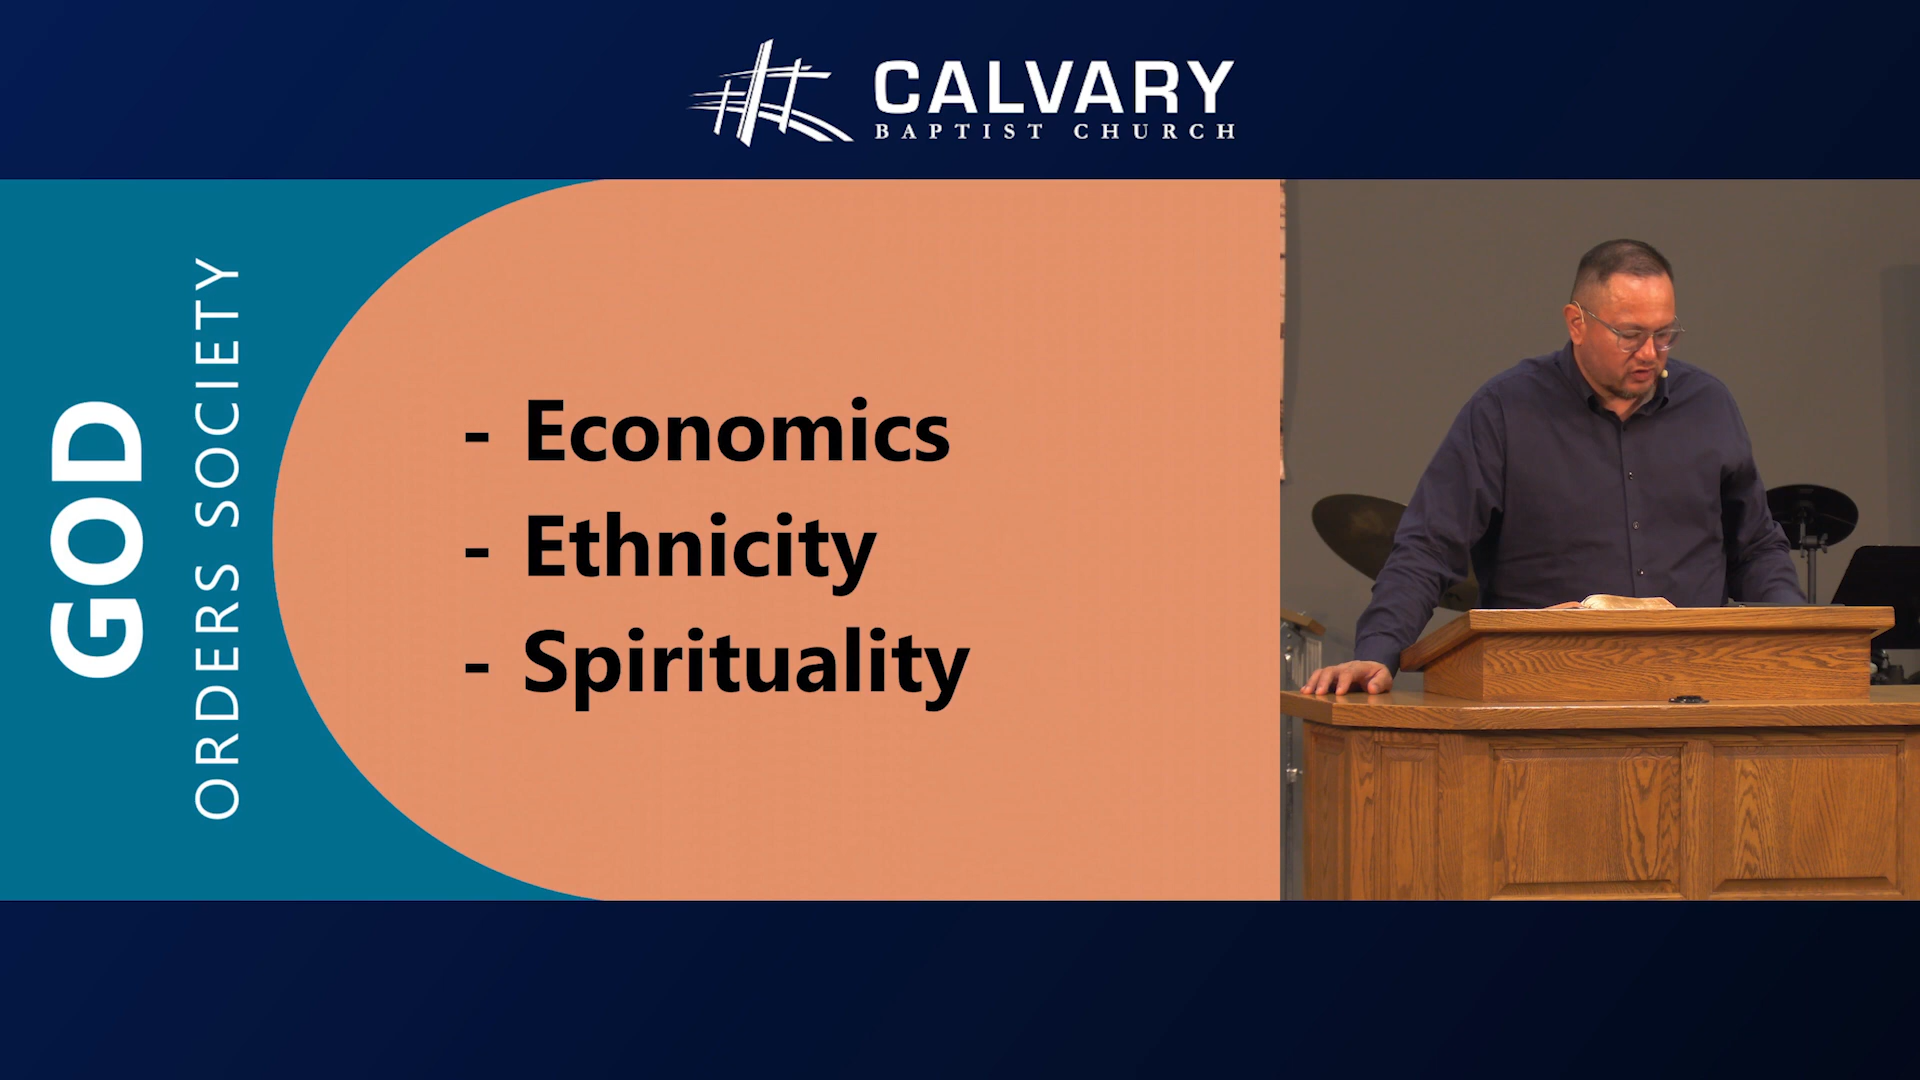 CALVARY
BAPTIST CHURCH
GOD
ORDERS SOCIETY
- Economics
- Ethnicity
- Spirituality